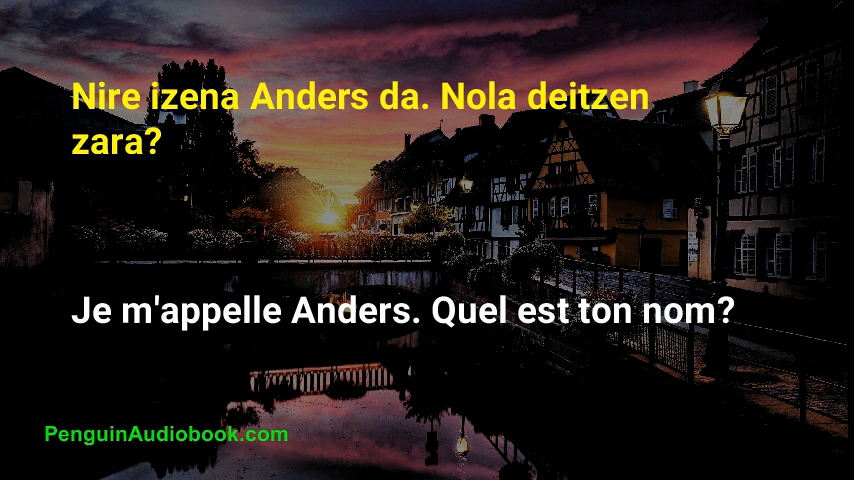 Nire izena Anders da. Nola deitzen
zara?
Je m'appelle Anders. Quel est ton nom?
PenguinAudiobook.com